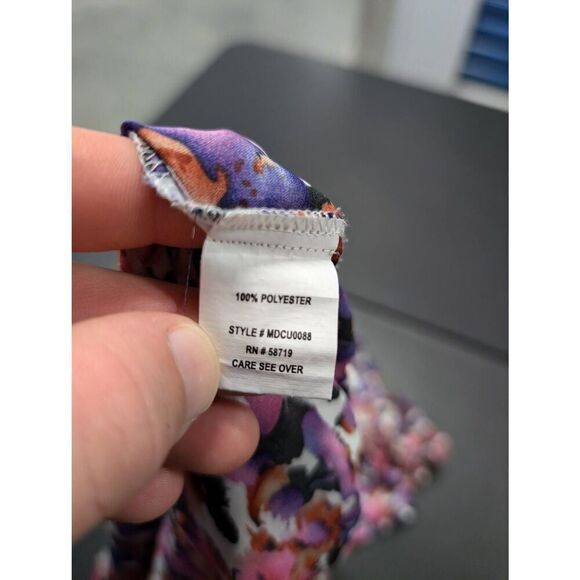 100% POLYESTER
STYLE # MDCU0088
RN # 58719
CARE SEE OVER